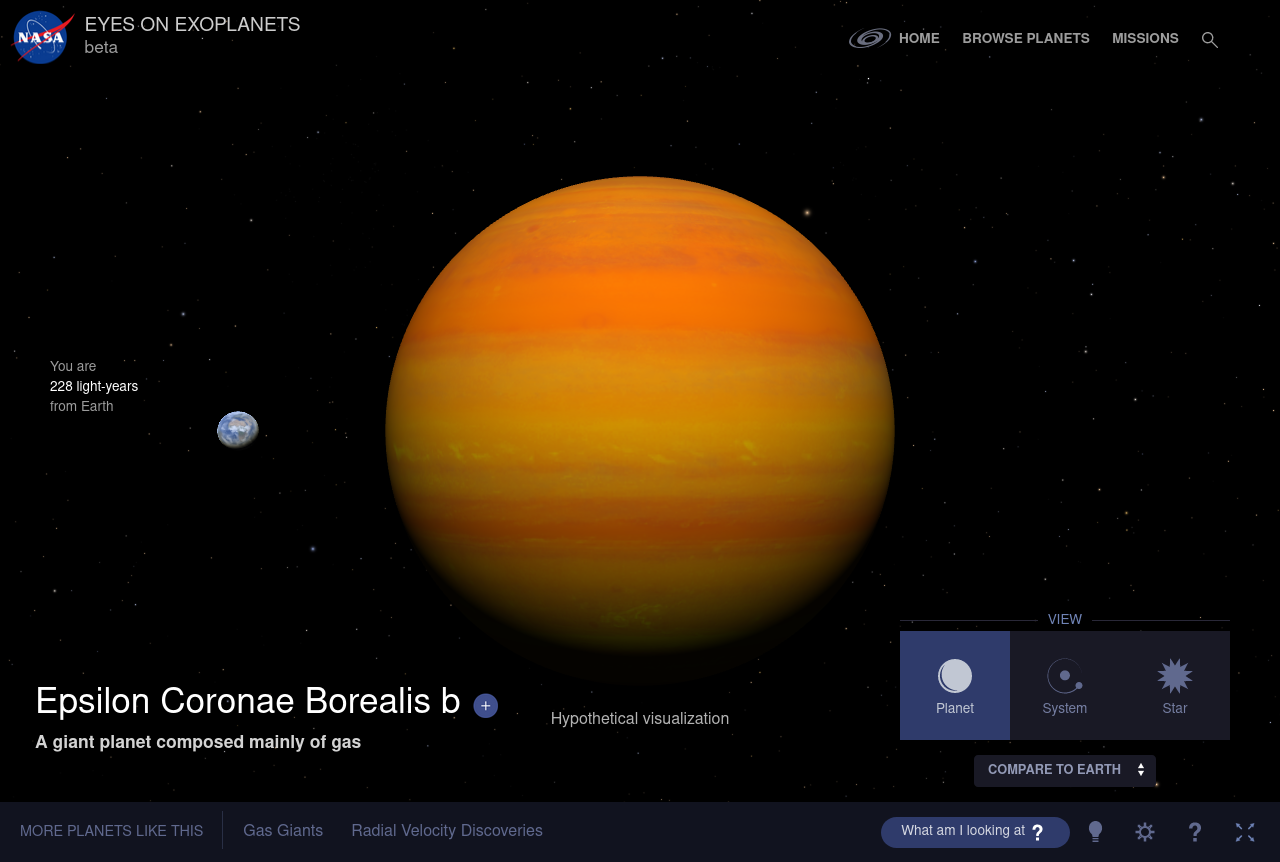 NASA
EYES ON EXOPLANETS
beta
HOME
BROWSE PLANETS
MISSIONS
You are
228 light-years
from Earth
VIEW
Planet
System
Star
Epsilon Coronae Borealis b +
A giant planet composed mainly of gas
Hypothetical visualization
COMPARE TO EARTH
MORE PLANETS LIKE THIS
Gas Giants
Radial Velocity Discoveries
What am I looking at ?
?